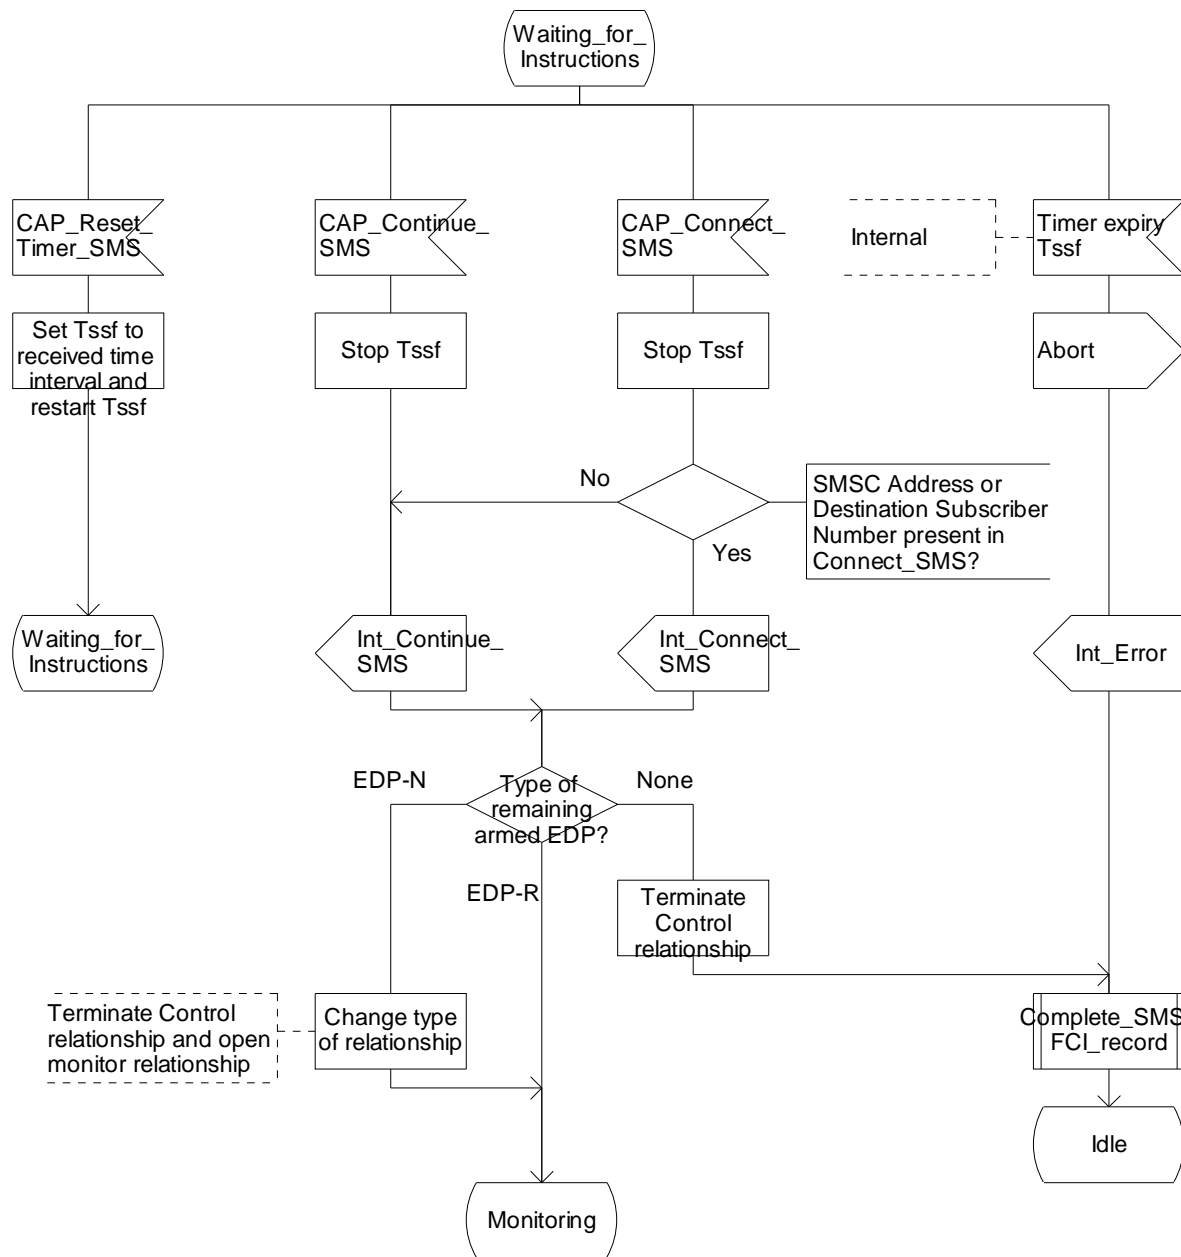 Waiting_for_
Instructions
CAP_Reset_
Timer_SMS
CAP_Continue_
SMS
CAP_Connect_
SMS
Internal
Timer expiry
Tssf
Set Tssf to
received time
interval and
restart Tssf
Stop Tssf
Stop Tssf
Abort
No
Yes
SMSC Address or
Destination Subscriber
Number present in
Connect_SMS?
Waiting_for_
Instructions
Int_Continue_
SMS
Int_Connect_
SMS
Int_Error
EDP-N
Type of
remaining
armed EDP?
None
EDP-R
Terminate
Control
relationship
Terminate Control
relationship and open
monitor relationship
Change type
of relationship
Complete_SMS
FCI_record
Idle
Monitoring